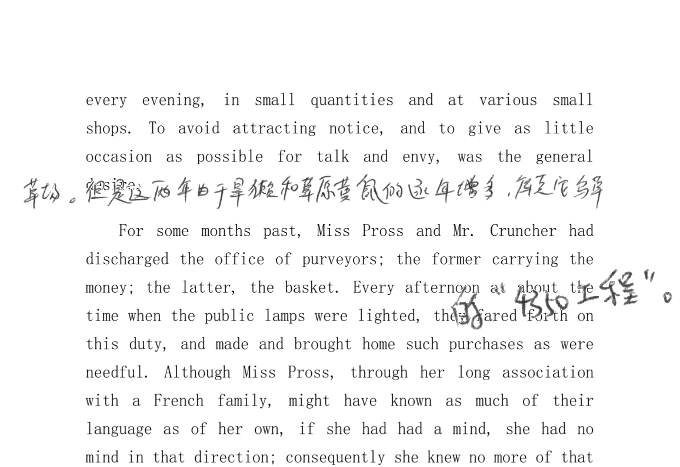 every evening, in small quantities and at various small
shops. To avoid attracting notice, and to give as little
occasion as possible for talk and envy, was the general
desire.
草场。但是这两年由于旱獭和草原黄鼠的逐年增多，
For some months past, Miss Pross and Mr. Cruncher had
discharged the office of purveyors; the former carrying the
money; the latter, the basket. Every afternoon at about the
的“4350工程”。
time when the public lamps were lighted, they fared forth on
this duty, and made and brought home such purchases as were
needful. Although Miss Pross, through her long association
with a French family, might have known as much of their
language as of her own, if she had had a mind, she had no
mind in that direction; consequently she knew no more of that